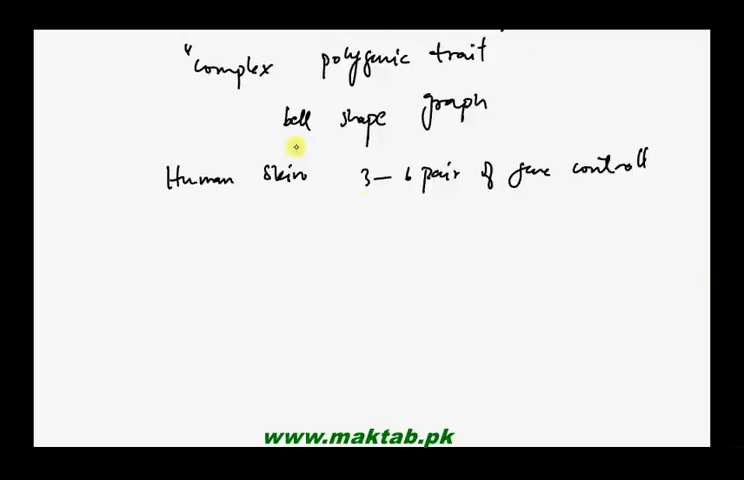 "complex polygenic trait
bell shape graph
Human skin 3 – 6 pair of gene controll
www.maktab.pk